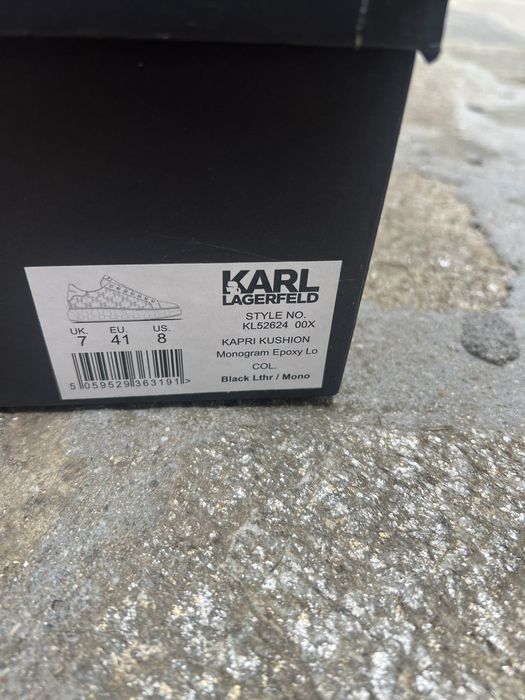 KARL
LAGERFELD
STYLE NO.
KL52624 00X
KAPRI KUSHION
Monogram Epoxy Lo
COL.
Black Lthr / Mono
UK. EU. US.
7 41 8
5 059529 363191 >